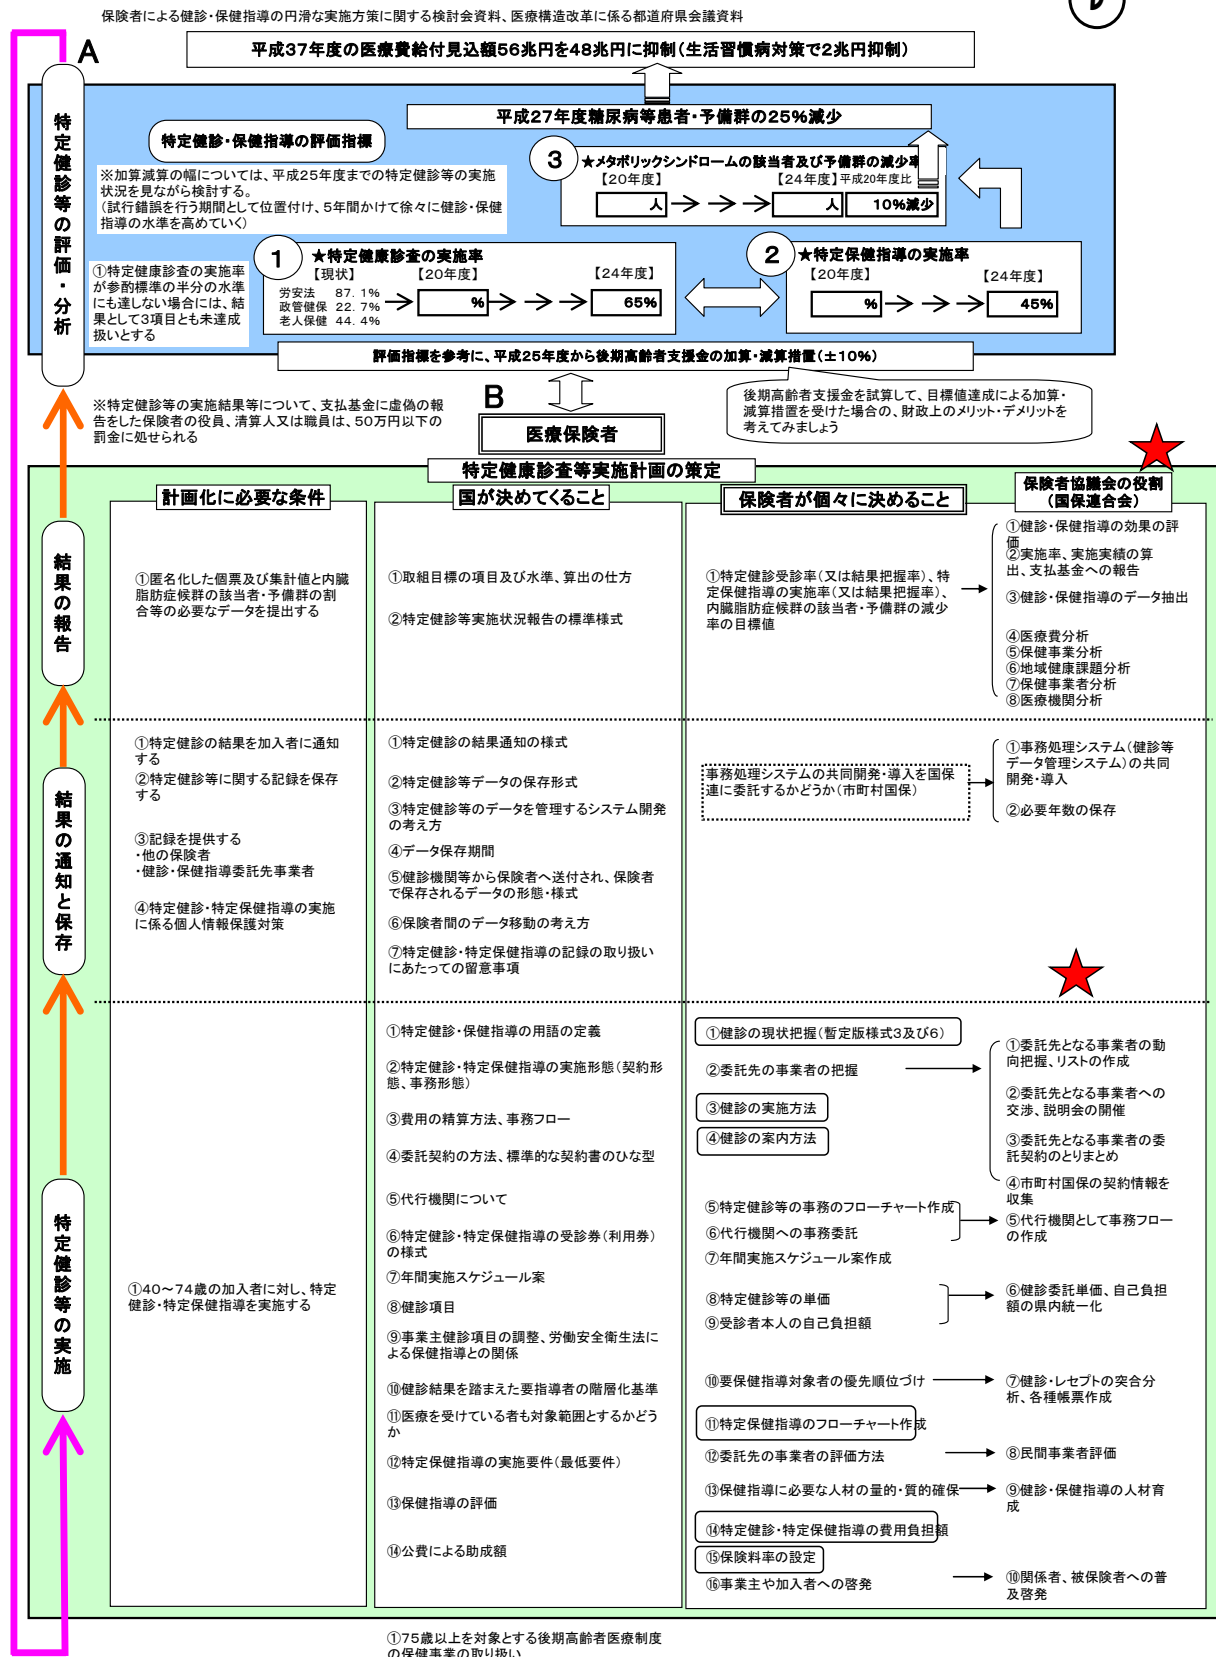 保険者による健診・保健指導の円滑な実施方策に関する検討会資料、医療構造改革に係る都道府県会議資料
A
平成37年度の医療費給付見込額56兆円を48兆円に抑制(生活習慣病対策で2兆円抑制)
特定健診等の評価・分析
平成27年度糖尿病等患者・予備群の25%減少
特定健診・保健指導の評価指標
※加算減算の幅については、平成25年度までの特定健診等の実施
状況を見ながら検討する。
(試行錯誤を行う期間として位置付け、5年間かけて徐々に健診・保健
指導の水準を高めていく)
3
★メタボリックシンドロームの該当者及び予備群の減少率
【20年度】 【24年度】 平成20年度比
人 人 10%減少
①特定健康診査の実施率
が参酌標準の半分の水準
にも達しない場合には、結
果として3項目とも未達成
扱いとする
1
★特定健康診査の実施率
【現状】 【20年度】 【24年度】
労安法 87.1%
政管健保 22.7%
老人保健 44.4%
% 65%
2
★特定保健指導の実施率
【20年度】 【24年度】
% 45%
評価指標を参考に、平成25年度から後期高齢者支援金の加算・減算措置(±10%)
※特定健診等の実施結果等について、支払基金に虚偽の報
告をした保険者の役員、清算人又は職員は、50万円以下の
罰金に処せられる
B
医療保険者
後期高齢者支援金を試算して、目標値達成による加算・
減算措置を受けた場合の、財政上のメリット・デメリットを
考えてみましょう
特定健康診査等実施計画の策定
計画化に必要な条件
国が決めてくること
保険者が個々に決めること
保険者協議会の役割
(国保連合会)
結果の報告
①匿名化した個票及び集計値と内臓
脂肪症候群の該当者・予備群の割
合等の必要なデータを提出する
①取組目標の項目及び水準、算出の仕方
②特定健診等実施状況報告の標準様式
①特定健診受診率(又は結果把握率)、特
定保健指導の実施率(又は結果把握率)、
内臓脂肪症候群の該当者・予備群の減少
率の目標値
①健診・保健指導の効果の評
価
②実施率、実施実績の算
出、支払基金への報告
③健診・保健指導のデータ抽出
④医療費分析
⑤保健事業分析
⑥地域健康課題分析
⑦保健事業者分析
⑧医療機関分析
結果の通知と保存
①特定健診の結果を加入者に通知
する
②特定健診等に関する記録を保存
する
③記録を提供する
・他の保険者
・健診・保健指導委託先事業者
④特定健診・特定保健指導の実施
に係る個人情報保護対策
①特定健診の結果通知の様式
②特定健診等データの保存形式
③特定健診等のデータを管理するシステム開発
の考え方
④データ保存期間
⑤健診機関等から保険者へ送付され、保険者
で保存されるデータの形態・様式
⑥保険者間のデータ移動の考え方
⑦特定健診・特定保健指導の記録の取り扱い
にあたっての留意事項
事務処理システムの共同開発・導入を国保
連に委託するかどうか(市町村国保)
①事務処理システム(健診等
データ管理システム)の共同
開発・導入
②必要年数の保存
特定健診等の実施
①40~74歳の加入者に対し、特定
健診・特定保健指導を実施する
①特定健診・保健指導の用語の定義
②特定健診・特定保健指導の実施形態(契約形
態、事務形態)
③費用の精算方法、事務フロー
④委託契約の方法、標準的な契約書のひな型
⑤代行機関について
⑥特定健診・特定保健指導の受診券(利用券)
の様式
⑦年間実施スケジュール案
⑧健診項目
⑨事業主健診項目の調整、労働安全衛生法に
よる保健指導との関係
⑩健診結果を踏まえた要指導者の階層化基準
⑪医療を受けている者も対象範囲とするかどう
か
⑫特定保健指導の実施要件(最低要件)
⑬保健指導の評価
⑭公費による助成額
①健診の現状把握(暫定版様式3及び6)
②委託先の事業者の把握
③健診の実施方法
④健診の案内方法
⑤特定健診等の事務のフローチャート作成
⑥代行機関への事務委託
⑦年間実施スケジュール案作成
⑧特定健診等の単価
⑨受診者本人の自己負担額
⑩要保健指導対象者の優先順位づけ
⑪特定保健指導のフローチャート作成
⑫委託先の事業者の評価方法
⑬保健指導に必要な人材の量的・質的確保
⑭特定健診・特定保健指導の費用負担額
⑮保険料率の設定
⑯事業主や加入者への啓発
①委託先となる事業者の動
向把握、リストの作成
②委託先となる事業者への
交渉、説明会の開催
③委託先となる事業者の委
託契約のとりまとめ
④市町村国保の契約情報を
収集
⑤代行機関として事務フロー
の作成
⑥健診委託単価、自己負担
額の県内統一化
⑦健診・レセプトの突合分
析、各種帳票作成
⑧民間事業者評価
⑨健診・保健指導の人材育
成
⑩関係者、被保険者への普
及啓発
①75歳以上を対象とする後期高齢者医療制度
の保健事業の取り扱い